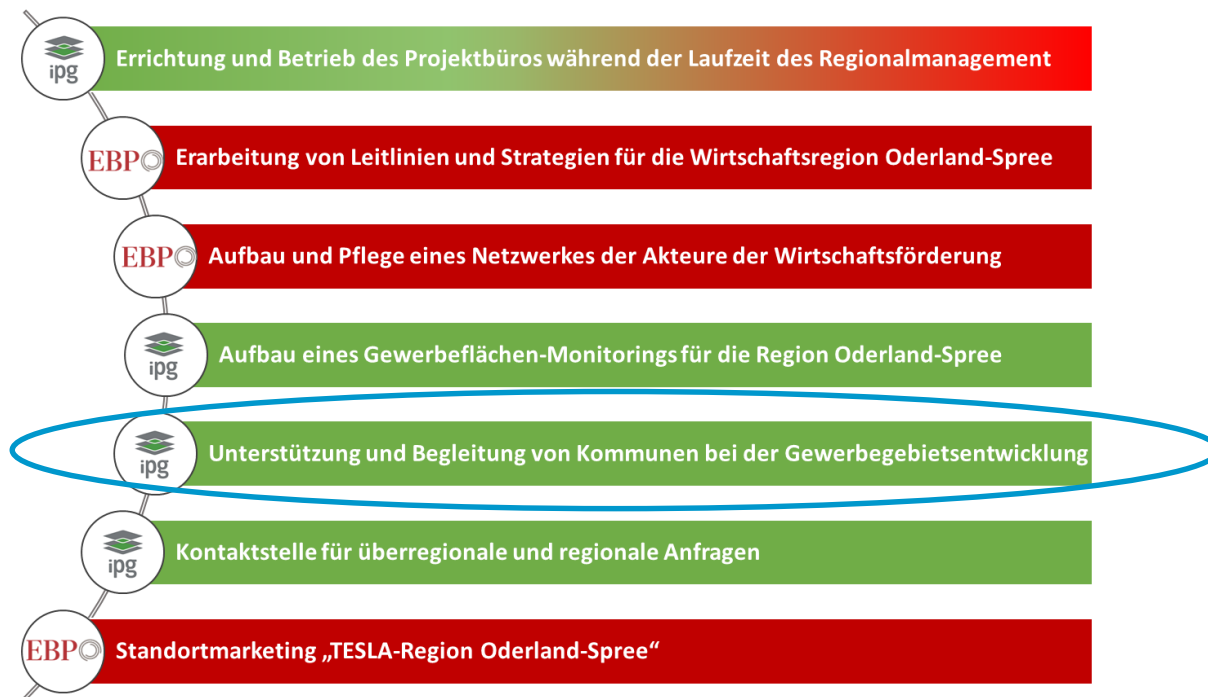 ipg
Errichtung und Betrieb des Projektbüros während der Laufzeit des Regionalmanagement
EBP
Erarbeitung von Leitlinien und Strategien für die Wirtschaftsregion Oderland-Spree
EBP
Aufbau und Pflege eines Netzwerkes der Akteure der Wirtschaftsförderung
ipg
Aufbau eines Gewerbeflächen-Monitorings für die Region Oderland-Spree
ipg
Unterstützung und Begleitung von Kommunen bei der Gewerbegebietsentwicklung
ipg
Kontaktstelle für überregionale und regionale Anfragen
EBP
Standortmarketing „TESLA-Region Oderland-Spree“